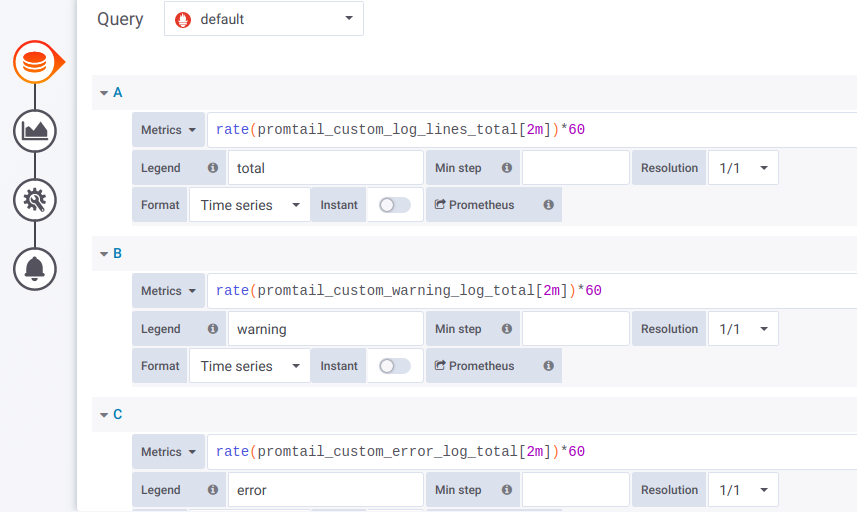 Query default
A
Metrics rate(promtail_custom_log_lines_total[2m])*60
Legend total Min step Resolution 1/1
Format Time series Instant Prometheus
B
Metrics rate(promtail_custom_warning_log_total[2m])*60
Legend warning Min step Resolution 1/1
Format Time series Instant Prometheus
C
Metrics rate(promtail_custom_error_log_total[2m])*60
Legend error Min step Resolution 1/1